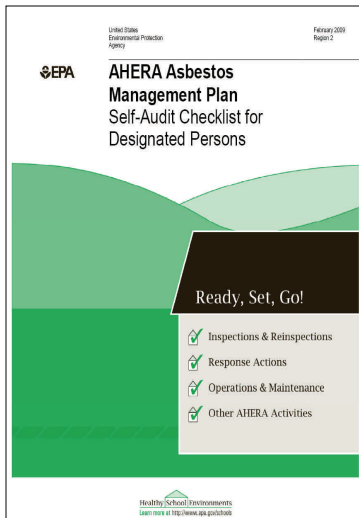 United States
Environmental Protection
Agency
February 2009
Region 2
EPA
AHERA Asbestos
Management Plan
Self-Audit Checklist for
Designated Persons
Ready, Set, Go!
Inspections & Reinspections
Response Actions
Operations & Maintenance
Other AHERA Activities
Healthy School Environments
Learn more at http://www.epa.gov/schools